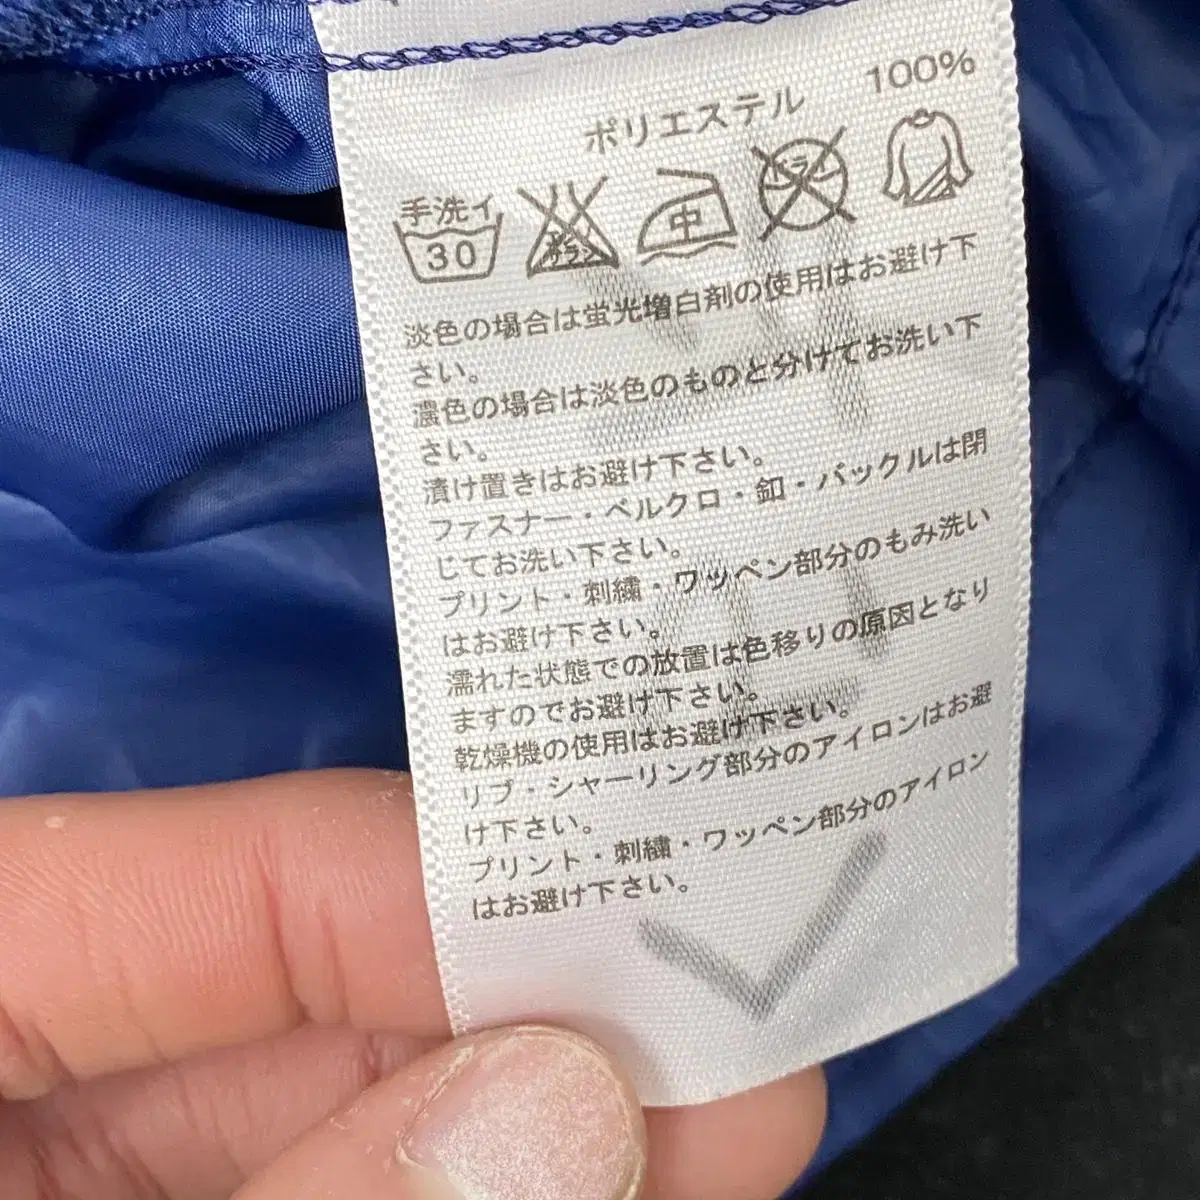 ポリエステル 100%
手洗イ 30 サラシ 中 ドライ
淡色の場合は蛍光増白剤の使用はお避け下
さい。
濃色の場合は淡色のものと分けてお洗い下
さい。
漬け置きはお避け下さい。
ファスナー・ベルクロ・釦・バックルは閉
じてお洗い下さい。
プリント・刺繍・ワッペン部分のもみ洗い
はお避け下さい。
濡れた状態での放置は色移りの原因となり
ますのでお避け下さい。
乾燥機の使用はお避け下さい。
リブ・シャーリング部分のアイロンはお避
け下さい。
プリント・刺繍・ワッペン部分のアイロン
はお避け下さい。